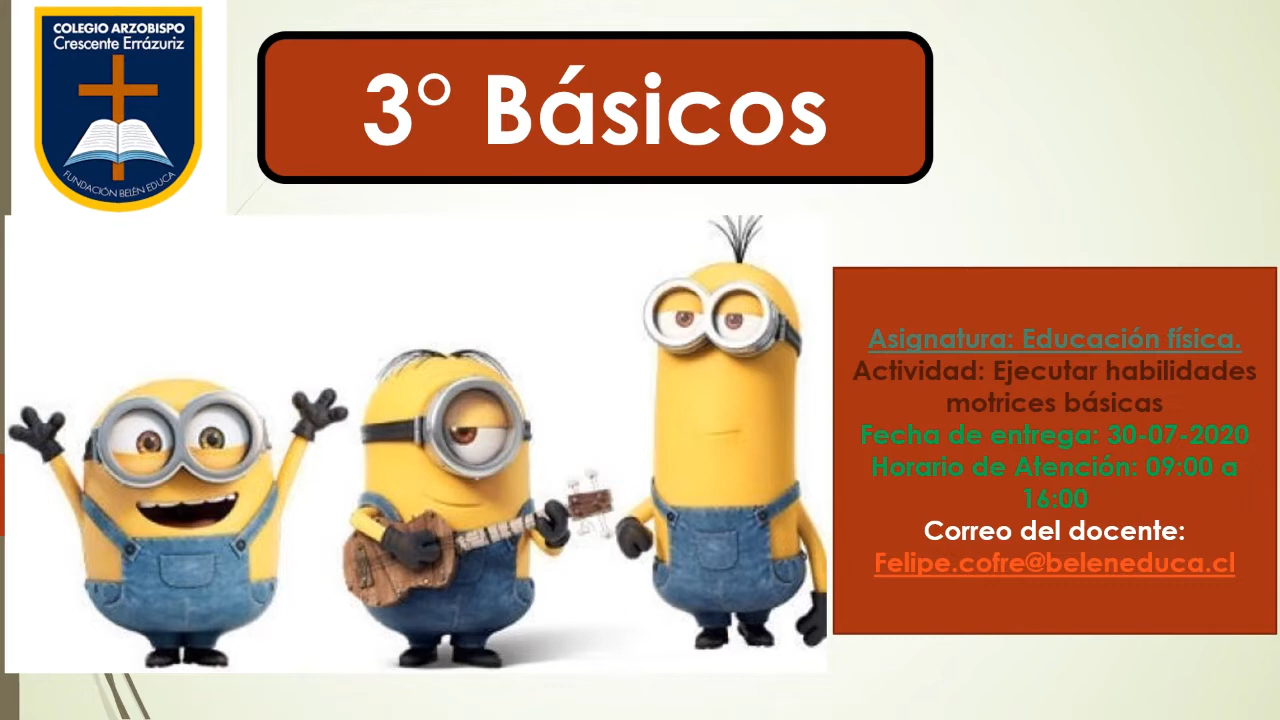 COLEGIO ARZOBISPO
Crescente Errázuriz
FUNDACIÓN BELÉN EDUCA
3° Básicos
Asignatura: Educación física.
Actividad: Ejecutar habilidades
motrices básicas
Fecha de entrega: 30-07-2020
Horario de Atención: 09:00 a
16:00
Correo del docente:
Felipe.cofre@beleneduca.cl